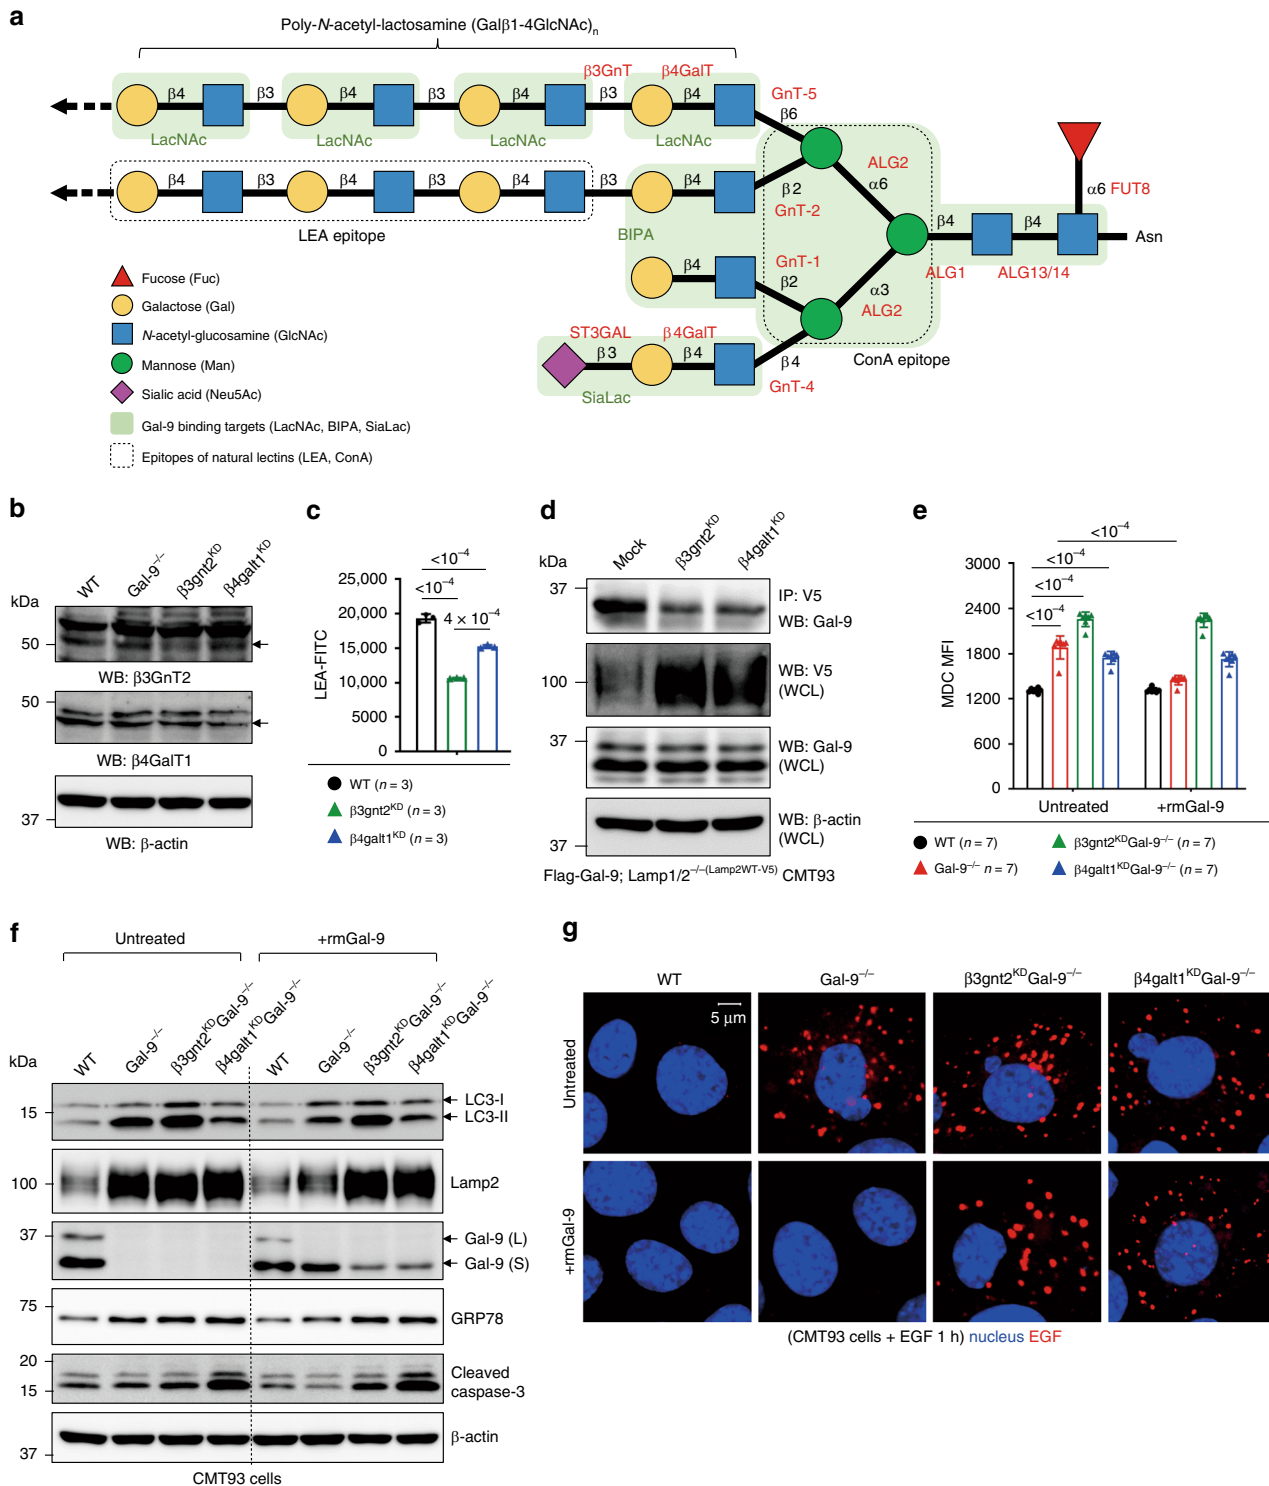 a
Poly-N-acetyl-lactosamine (Galβ1-4GlcNAc)n
β3GnT β4GalT GnT-5
β4 β3 β4 β3 β4 β3 β4 β6
LacNAc LacNAc LacNAc LacNAc
ALG2
α6
α6 FUT8
β4 β3 β4 β3 β4 β3 β4 β2
GnT-2
LEA epitope
BIPA
β4 β4 Asn
ALG1 ALG13/14
GnT-1
β4 β2
α3
ALG2
ST3GAL β4GalT
β3 β4 β4
SiaLac GnT-4
ConA epitope
Fucose (Fuc)
Galactose (Gal)
N-acetyl-glucosamine (GlcNAc)
Mannose (Man)
Sialic acid (Neu5Ac)
Gal-9 binding targets (LacNAc, BIPA, SiaLac)
Epitopes of natural lectins (LEA, ConA)
b
WT Gal-9–/– β3gnt2KD β4galt1KD
kDa
50
WB: β3GnT2
50
WB: β4GalT1
37
WB: β-actin
c
<10–4
<10–4
4 × 10–4
LEA-FITC
25,000
20,000
15,000
10,000
5000
0
WT (n = 3)
β3gnt2KD (n = 3)
β4galt1KD (n = 3)
d
Mock β3gnt2KD β4galt1KD
kDa
37
IP: V5
WB: Gal-9
100
WB: V5
(WCL)
37
WB: Gal-9
(WCL)
37
WB: β-actin
(WCL)
Flag-Gal-9; Lamp1/2–/–(Lamp2WT-V5) CMT93
e
<10–4
<10–4
<10–4
<10–4
MDC MFI
3000
2400
1800
1200
600
0
Untreated +rmGal-9
WT (n = 7)
Gal-9–/– n = 7)
β3gnt2KDGal-9–/– (n = 7)
β4galt1KDGal-9–/– (n = 7)
f
Untreated +rmGal-9
WT Gal-9–/– β3gnt2KDGal-9–/– β4galt1KDGal-9–/– WT Gal-9–/– β3gnt2KDGal-9–/– β4galt1KDGal-9–/–
kDa
15
LC3-I
LC3-II
100
Lamp2
37
Gal-9 (L)
Gal-9 (S)
75
GRP78
20
15
Cleaved
caspase-3
37
β-actin
CMT93 cells
g
WT Gal-9–/– β3gnt2KDGal-9–/– β4galt1KDGal-9–/–
5 μm
Untreated
+rmGal-9
(CMT93 cells + EGF 1 h) nucleus EGF